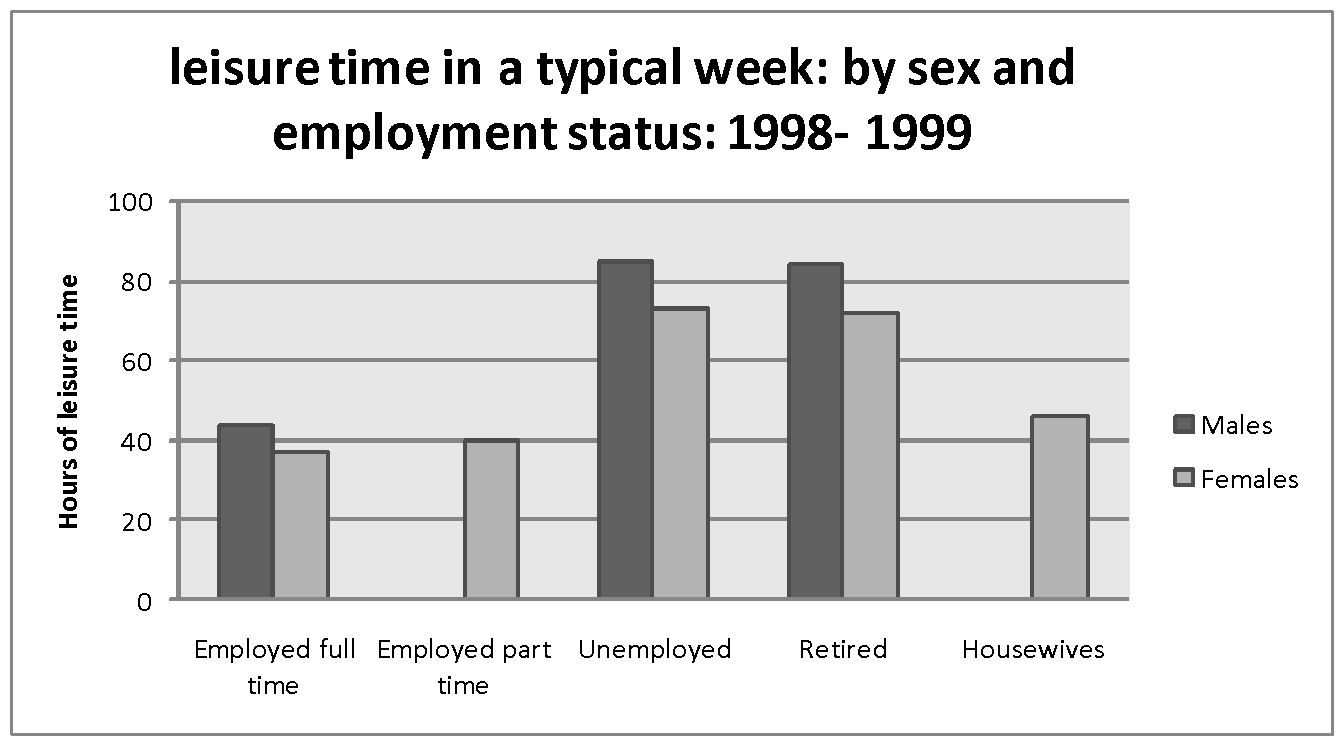 leisure time in a typical week: by sex and
employment status: 1998- 1999
Hours of leisure time
100
80
60
40
20
0
Employed full
time
Employed part
time
Unemployed
Retired
Housewives
Males
Females